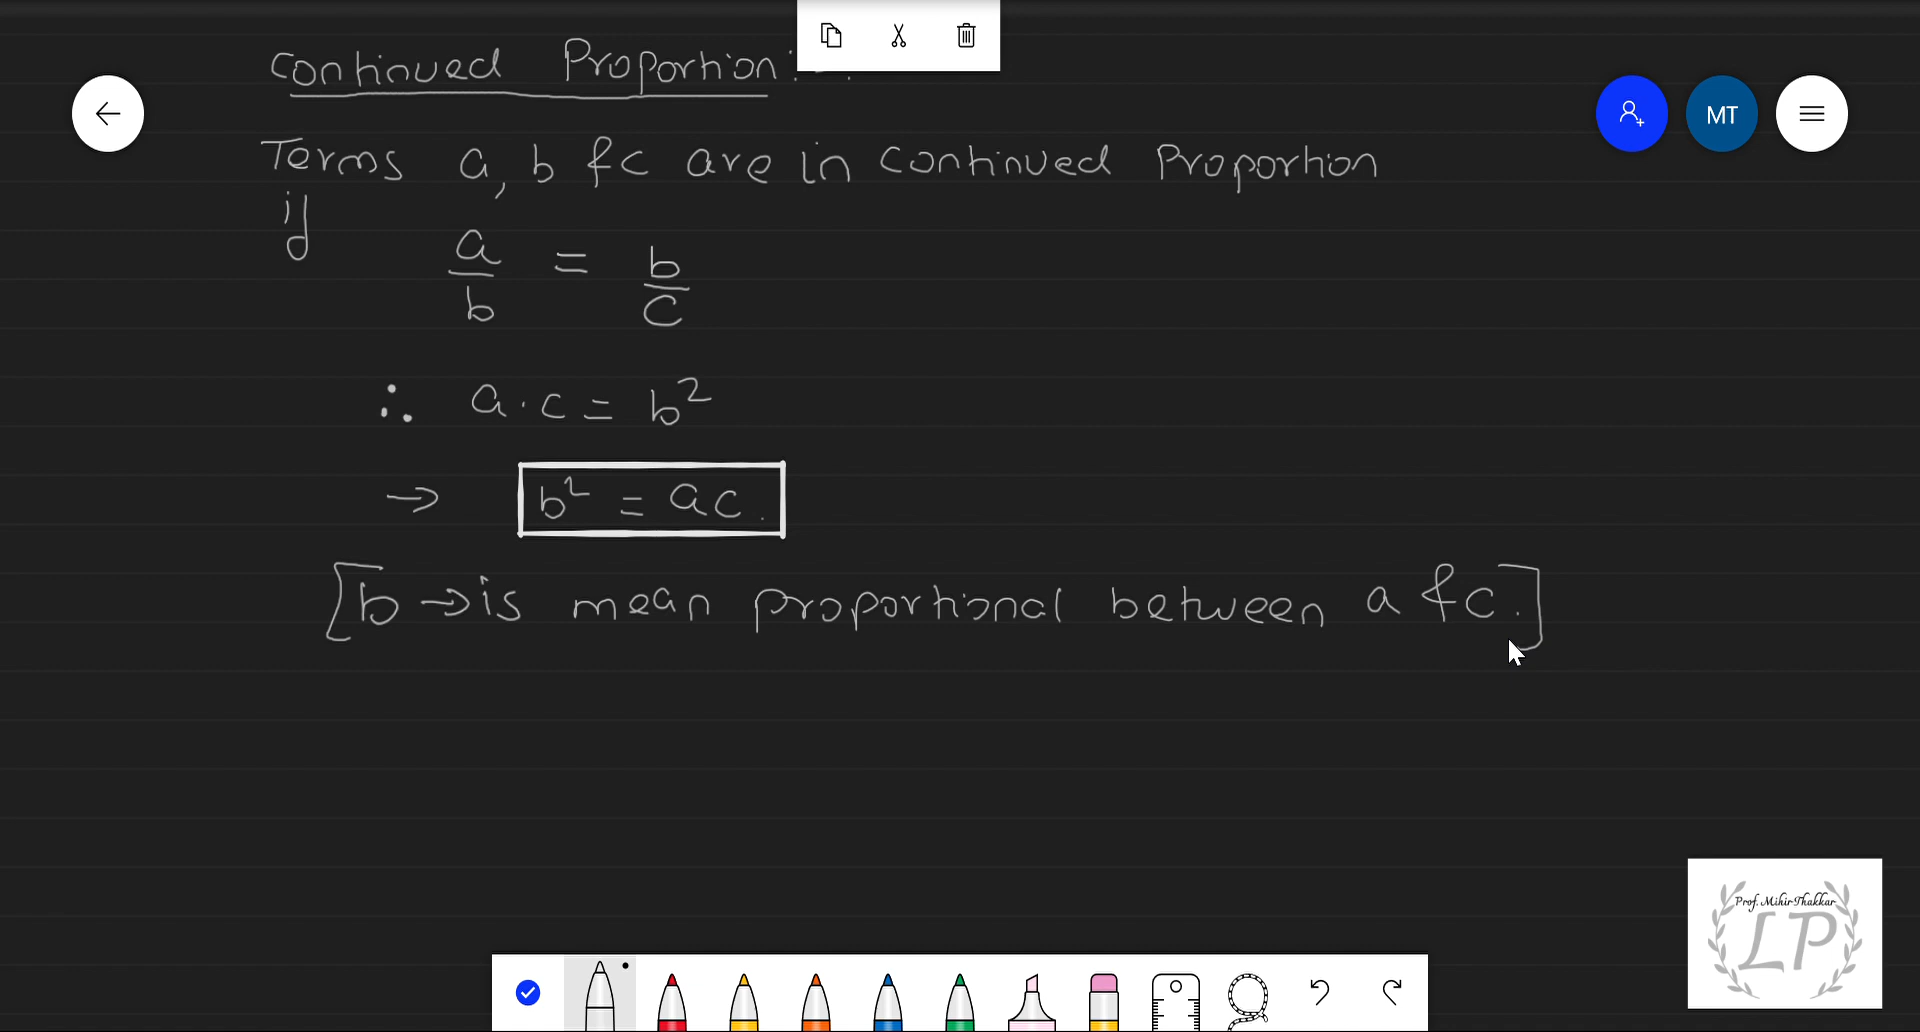 Continued Proportion :-
MT
Terms a, b & c are in Continued Proportion
if
a/b = b/c
∴ a·c = b²
→ b² = ac.
[b → is mean proportional between a & c.]
Prof. Mihir Thakkar
LP